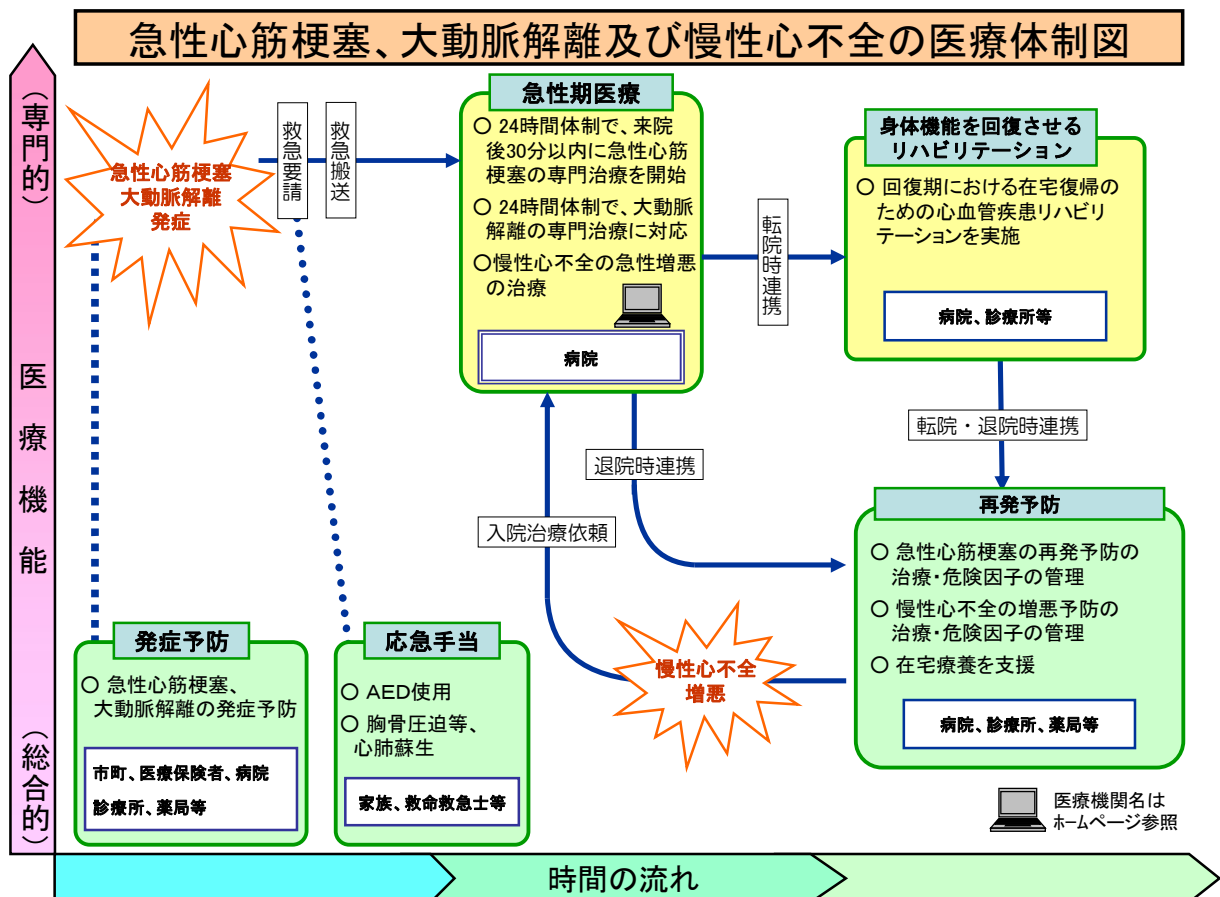 急性心筋梗塞、大動脈解離及び慢性心不全の医療体制図
（専門的）
医療機能
（総合的）
急性心筋梗塞
大動脈解離
発症
救急要請
救急搬送
急性期医療
○ 24時間体制で、来院
後30分以内に急性心筋
梗塞の専門治療を開始
○ 24時間体制で、大動脈
解離の専門治療に対応
○慢性心不全の急性増悪
の治療
病院
転院時連携
身体機能を回復させる
リハビリテーション
○ 回復期における在宅復帰の
ための心血管疾患リハビリ
テーションを実施
病院、診療所等
転院・退院時連携
退院時連携
入院治療依頼
再発予防
○ 急性心筋梗塞の再発予防の
治療・危険因子の管理
○ 慢性心不全の増悪予防の
治療・危険因子の管理
○ 在宅療養を支援
病院、診療所、薬局等
慢性心不全
増悪
発症予防
○ 急性心筋梗塞、
大動脈解離の発症予防
市町、医療保険者、病院
診療所、薬局等
応急手当
○ AED使用
○ 胸骨圧迫等、
心肺蘇生
家族、救命救急士等
医療機関名は
ホームページ参照
時間の流れ